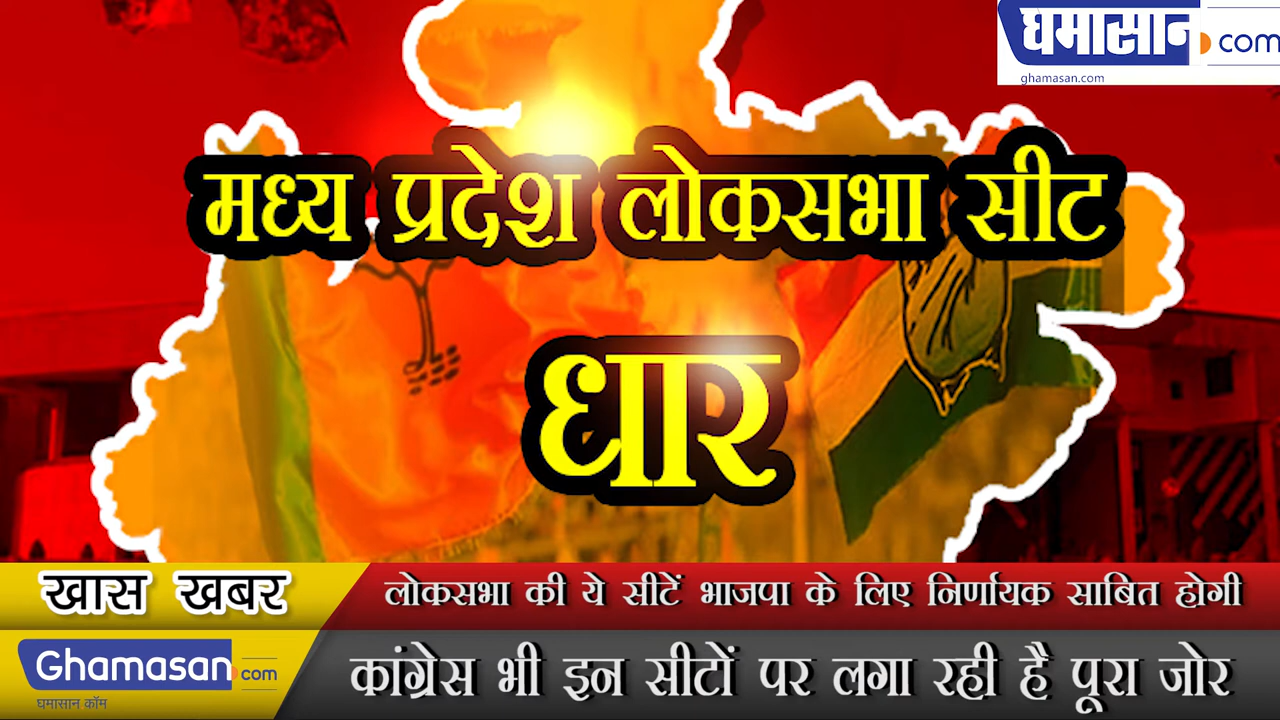 घमासान.com
ghamasan.com
मध्य प्रदेश लोकसभा सीट
धार
खास खबर
लोकसभा की ये सीटें भाजपा के लिए निर्णायक साबित होगी
Ghamasan.com
घमासान कॉम
कांग्रेस भी इन सीटों पर लगा रही है पूरा जोर